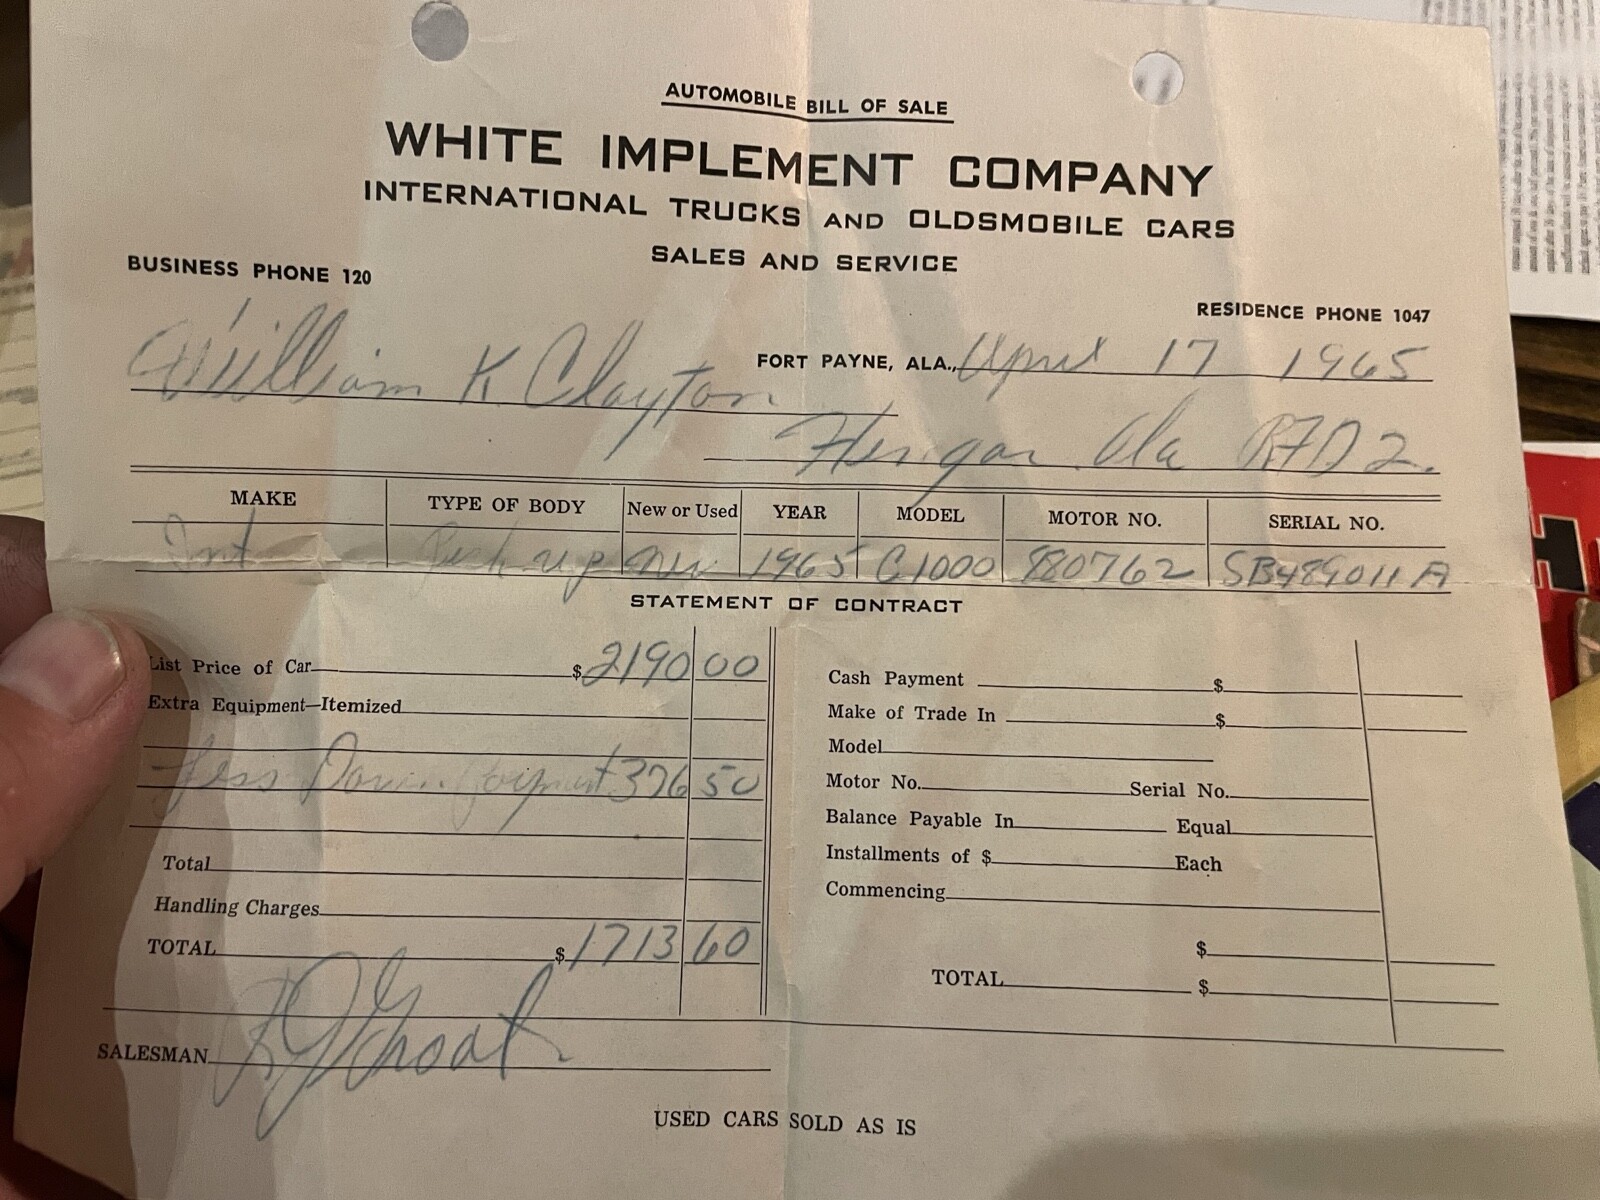 AUTOMOBILE BILL OF SALE
WHITE IMPLEMENT COMPANY
INTERNATIONAL TRUCKS AND OLDSMOBILE CARS
SALES AND SERVICE
BUSINESS PHONE 120
RESIDENCE PHONE 1047
FORT PAYNE, ALA., April 17 1965
William K Clayton
Hengar Ala RFD 2.
MAKE TYPE OF BODY New or Used YEAR MODEL MOTOR NO. SERIAL NO.
Int Pick up New 1965 C1000 880762 SB489011A
STATEMENT OF CONTRACT
List Price of Car $2190 00
Extra Equipment—Itemized
Less Down Payment 376 50
Total
Handling Charges
TOTAL $1713 60
Cash Payment $
Make of Trade In $
Model
Motor No. Serial No.
Balance Payable In Equal
Installments of $ Each
Commencing
$
TOTAL $
SALESMAN
USED CARS SOLD AS IS